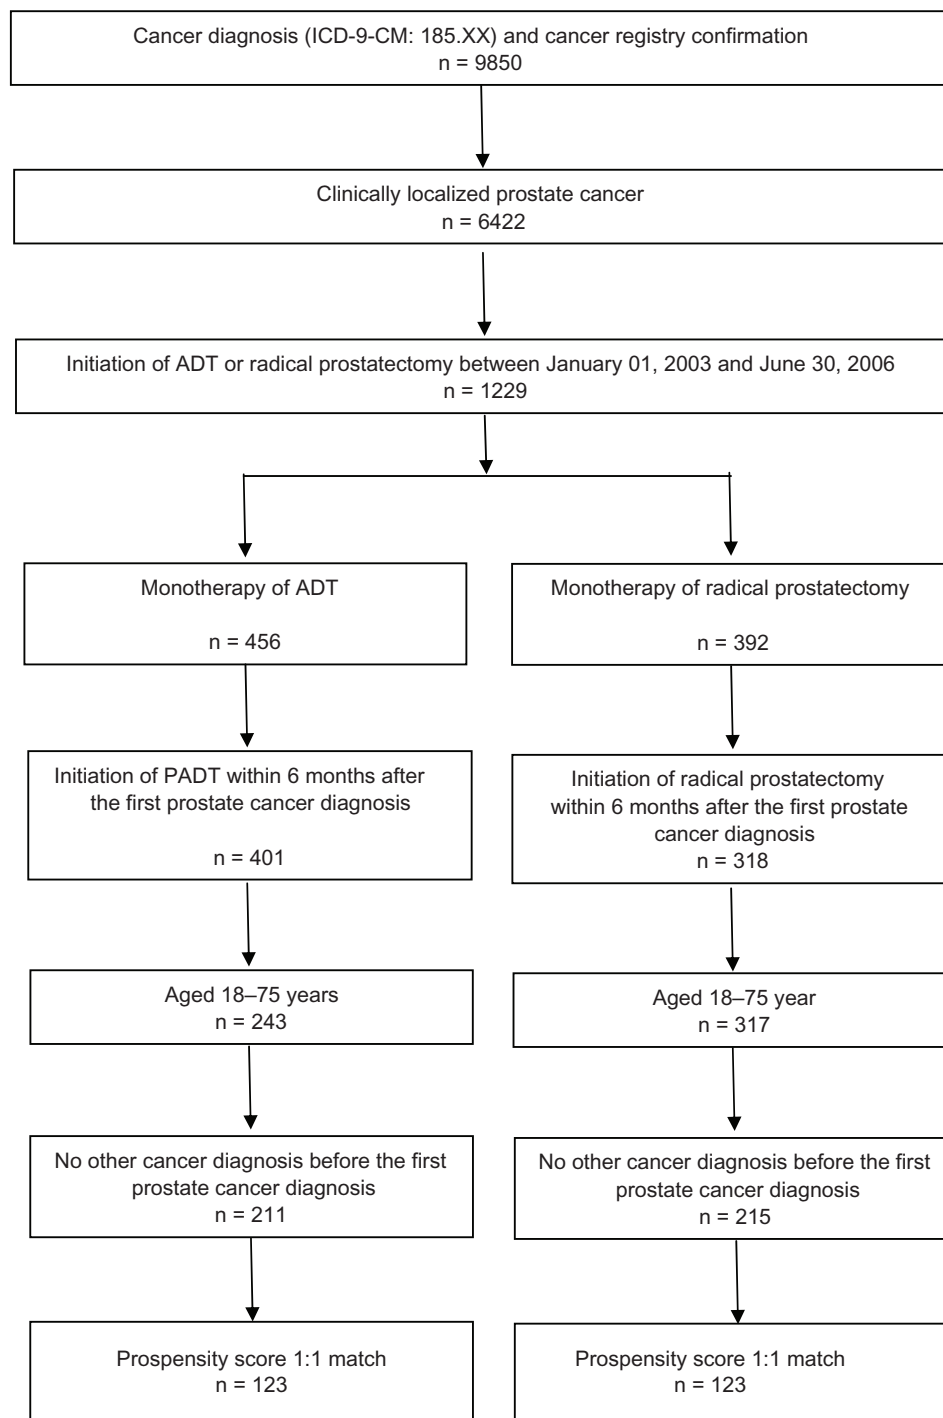 Cancer diagnosis (ICD-9-CM: 185.XX) and cancer registry confirmation
n = 9850
Clinically localized prostate cancer
n = 6422
Initiation of ADT or radical prostatectomy between January 01, 2003 and June 30, 2006
n = 1229
Monotherapy of ADT
n = 456
Monotherapy of radical prostatectomy
n = 392
Initiation of PADT within 6 months after
the first prostate cancer diagnosis
n = 401
Initiation of radical prostatectomy
within 6 months after the first prostate
cancer diagnosis
n = 318
Aged 18–75 years
n = 243
Aged 18–75 year
n = 317
No other cancer diagnosis before the first
prostate cancer diagnosis
n = 211
No other cancer diagnosis before the first
prostate cancer diagnosis
n = 215
Prospensity score 1:1 match
n = 123
Prospensity score 1:1 match
n = 123